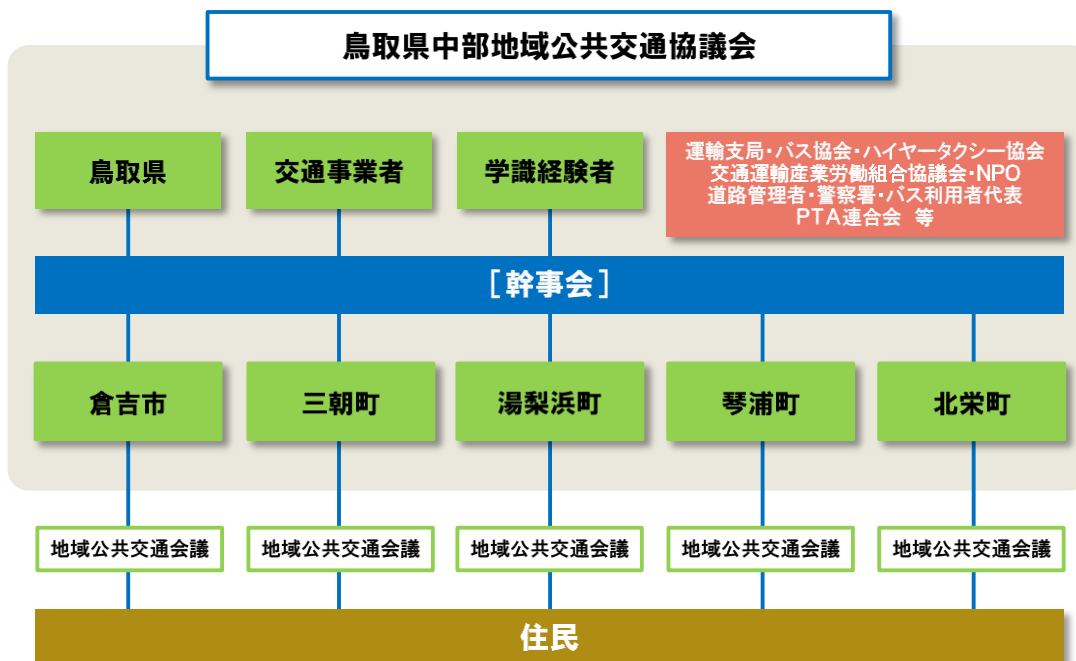 鳥取県中部地域公共交通協議会
鳥取県
交通事業者
学識経験者
運輸支局・バス協会・ハイヤータクシー協会
交通運輸産業労働組合協議会・NPO
道路管理者・警察署・バス利用者代表
PTA連合会 等
［幹事会］
倉吉市
三朝町
湯梨浜町
琴浦町
北栄町
地域公共交通会議
地域公共交通会議
地域公共交通会議
地域公共交通会議
地域公共交通会議
住民